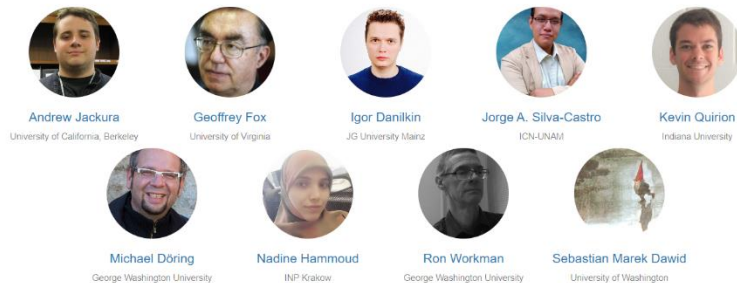 Andrew Jackura Geoffrey Fox Igor Danilkin Jorge A. Silva-Castro Kevin Quirion
University of California, Berkeley University of Virginia JG University Mainz ICN-UNAM Indiana University
Michael Döring Nadine Hammoud Ron Workman Sebastian Marek Dawid
George Washington University INP Krakow George Washington University University of Washington